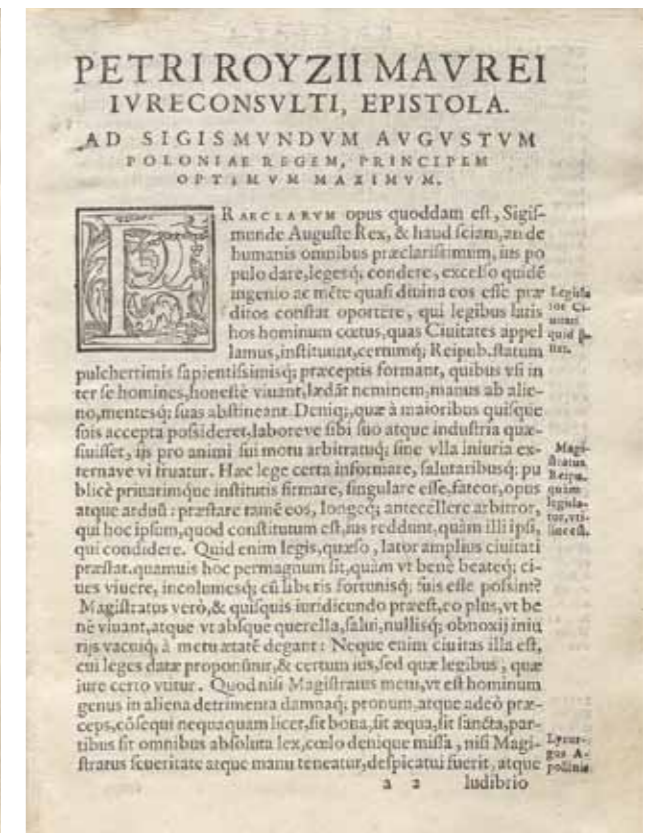 PETRI ROYZII MAVREI
IVRECONSVLTI, EPISTOLA.
AD SIGISMVNDVM AVGVSTVM
POLONIAE REGEM, PRINCIPEM
OPTIMVM MAXIMVM.
PRAECLARVM opus quoddam eſt, Sigiſ-
munde Auguſte Rex, & haud ſciam, an de
humanis omnibus præclariſsimum, ius po
pulo dare, legesq́; condere, excelſo quidē
ingenio ac mēte quaſi diuina eos eſſe præ
ditos conſtat oportere, qui legibus latis
hos hominum cœtus, quas Ciuitates appel
lamus, inſtituunt, certumq́; Reipub. ſtatum
pulcherrimis ſapientiſsimisq́; præceptis formant, quibus vſi in
ter ſe homines, honeſtè viuant, lædāt neminem, manus ab alie-
no, mentesq́; ſuas abſtineant. Deniq;, quæ à maioribus quiſque
ſois accepta poſsideret, laboreve ſibi ſuo atque induſtria quæ-
ſiuiſſet, ijs pro animi ſui motu arbitratuq́; ſine vlla iniuria ex-
ternave vi fruatur. Hæc lege certa informare, ſalutaribusq́; pu
blicè priuatimque inſtitutis firmare, ſingulare eſſe, fateor, opus
atque arduū: præſtare tamē eos, longeq́; antecellere arbitror,
qui hoc ipſum, quod conſtitutum eſt, ius reddunt, quàm illi ipſi,
qui condidere. Quid enim legis, quæſo, lator amplius ciuitati
præſtat. quamuis hoc permagnum ſit, quàm vt benè beateq́; ci-
ues viuere, incolumesq́; cū liberis fortunisq́; ſuis eſſe poſsint?
Magiſtratus verò, & quiſquis iuridicundo præeſt, eo plus, vt be
nè viuant, atque vt abſque querella, ſalui, nullisq́; obnoxij iniu
rijs vacuiq́; à metu ætatē degant: Neque enim ciuitas illa eſt,
cui leges datæ proponūtur, & certum ius, ſed quæ legibus, quæ
iure certo vtitur. Quod niſi Magiſtratus metu, vt eſt hominum
genus in aliena detrimenta damnaq́; pronum, atque adeò præ-
ceps, cōſequi nequaquam licet, ſit bona, ſit æqua, ſit ſancta, par-
tibus ſit omnibus abſoluta lex, cœlo denique miſſa, niſi Magi-
ſtratus ſeueritate atque manu teneatur, deſpicatui fuerit, atque
a 2 ludibrio
Ciuitati
quid
Magi-
ſtratus
Reipu.
quàm
legula-
tor, vti-
lior eſt.
Lycur-
gus A-
pollinis